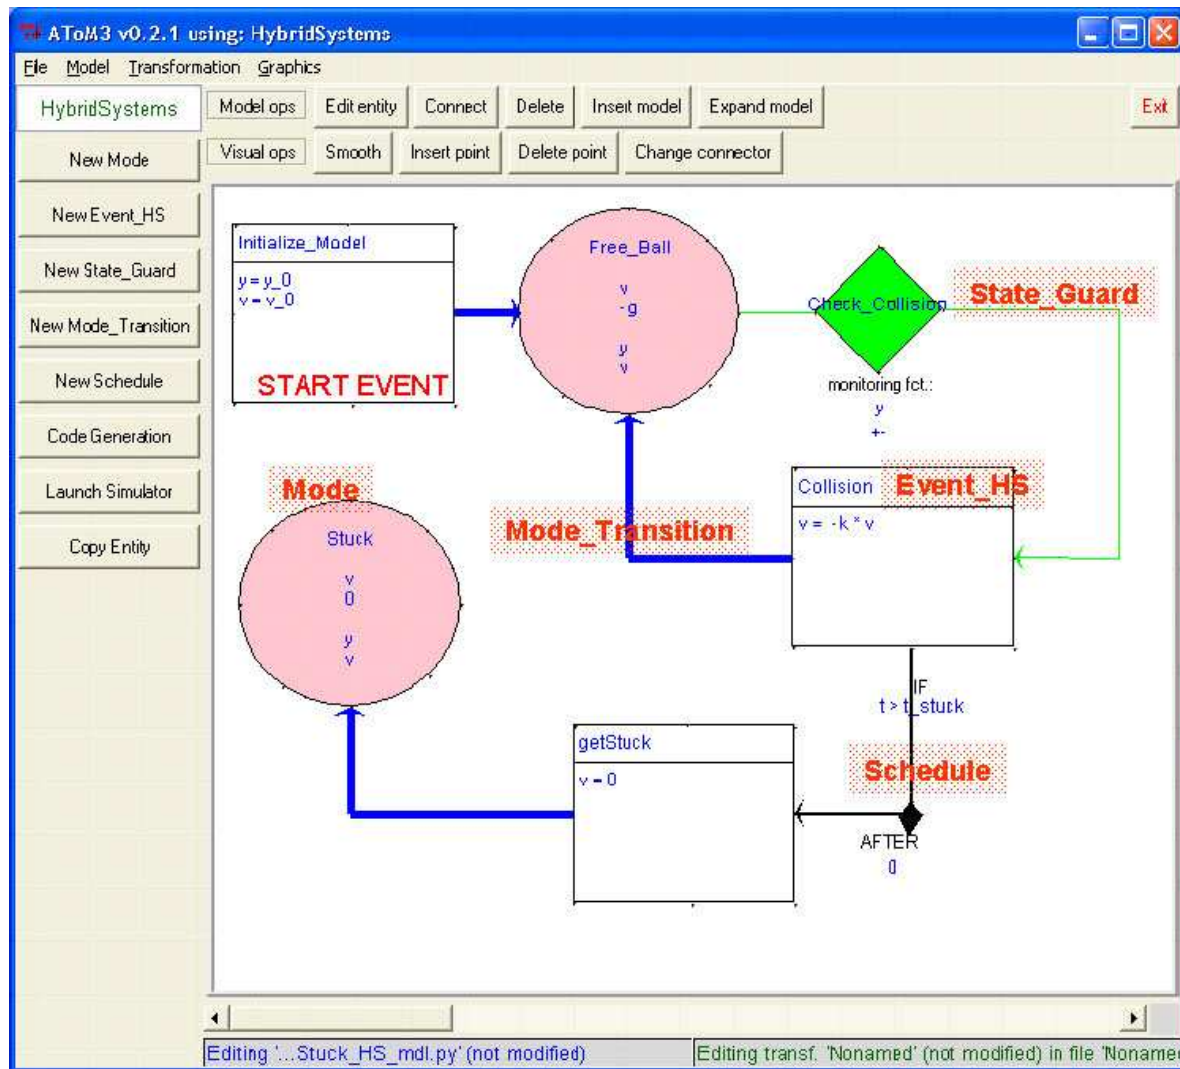 AToM3 v0.2.1 using: HybridSystems
File Model Transformation Graphics
HybridSystems
Model ops Edit entity Connect Delete Insert model Expand model Exit
Visual ops Smooth Insert point Delete point Change connector
New Mode
New Event_HS
New State_Guard
New Mode_Transition
New Schedule
Code Generation
Launch Simulator
Copy Entity
Initialize_Model
y = y_0
v = v_0
START EVENT
Free_Ball
v
-g
y
v
Check_Collision
State_Guard
monitoring fct.:
y
+-
Mode
Stuck
v
0
y
v
Mode_Transition
Collision
Event_HS
v = -k * v
IF
t > t_stuck
Schedule
AFTER
0
getStuck
v = 0
Editing '...Stuck_HS_mdl.py' (not modified)
Editing transf. 'Nonamed' (not modified) in file 'Noname